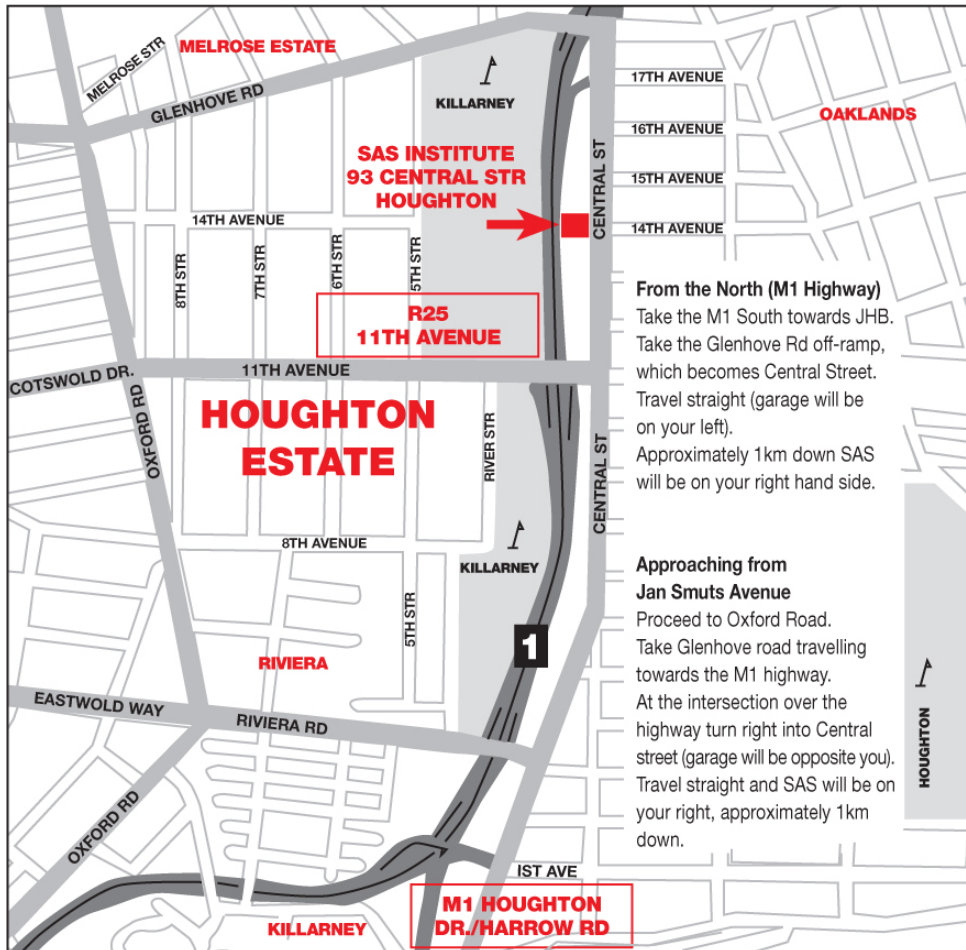 MELROSE STR
MELROSE ESTATE
GLENHOVE RD
KILLARNEY
17TH AVENUE
OAKLANDS
16TH AVENUE
SAS INSTITUTE
93 CENTRAL STR
HOUGHTON
CENTRAL ST
15TH AVENUE
14TH AVENUE
14TH AVENUE
8TH STR
7TH STR
6TH STR
5TH STR
R25
11TH AVENUE
From the North (M1 Highway)
Take the M1 South towards JHB.
Take the Glenhove Rd off-ramp,
which becomes Central Street.
Travel straight (garage will be
on your left).
Approximately 1km down SAS
will be on your right hand side.
COTSWOLD DR.
11TH AVENUE
OXFORD RD
HOUGHTON
ESTATE
RIVER STR
CENTRAL ST
8TH AVENUE
KILLARNEY
5TH STR
1
RIVIERA
Approaching from
Jan Smuts Avenue
Proceed to Oxford Road.
Take Glenhove road travelling
towards the M1 highway.
At the intersection over the
highway turn right into Central
street (garage will be opposite you).
Travel straight and SAS will be on
your right, approximately 1km
down.
HOUGHTON
EASTWOLD WAY
RIVIERA RD
OXFORD RD
IST AVE
KILLARNEY
M1 HOUGHTON
DR./HARROW RD